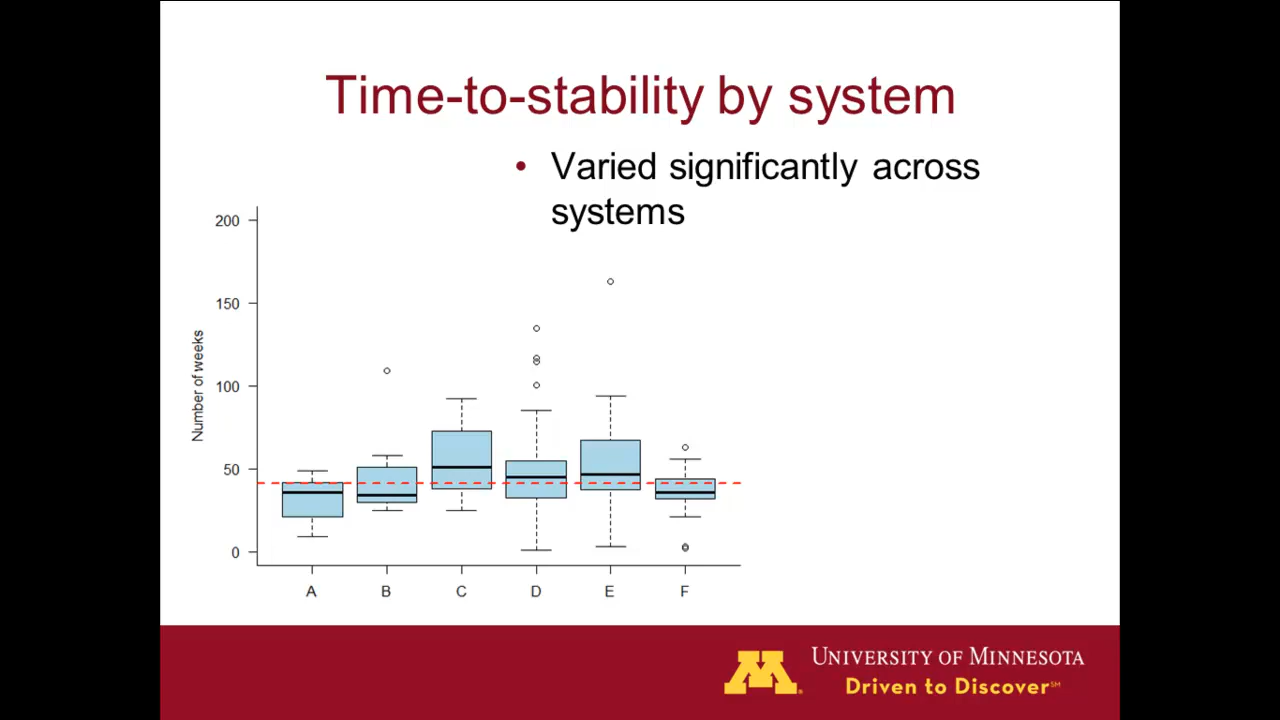 Time-to-stability by system
• Varied significantly across
systems
200
150
100
50
0
Number of weeks
A B C D E F
UNIVERSITY OF MINNESOTA
Driven to Discover℠